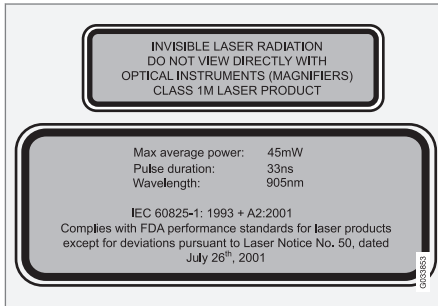 INVISIBLE LASER RADIATION
DO NOT VIEW DIRECTLY WITH
OPTICAL INSTRUMENTS (MAGNIFIERS)
CLASS 1M LASER PRODUCT
Max average power: 45mW
Pulse duration: 33ns
Wavelength: 905nm
IEC 60825-1: 1993 + A2:2001
Complies with FDA performance standards for laser products
except for deviations pursuant to Laser Notice No. 50, dated
July 26th, 2001
G033853